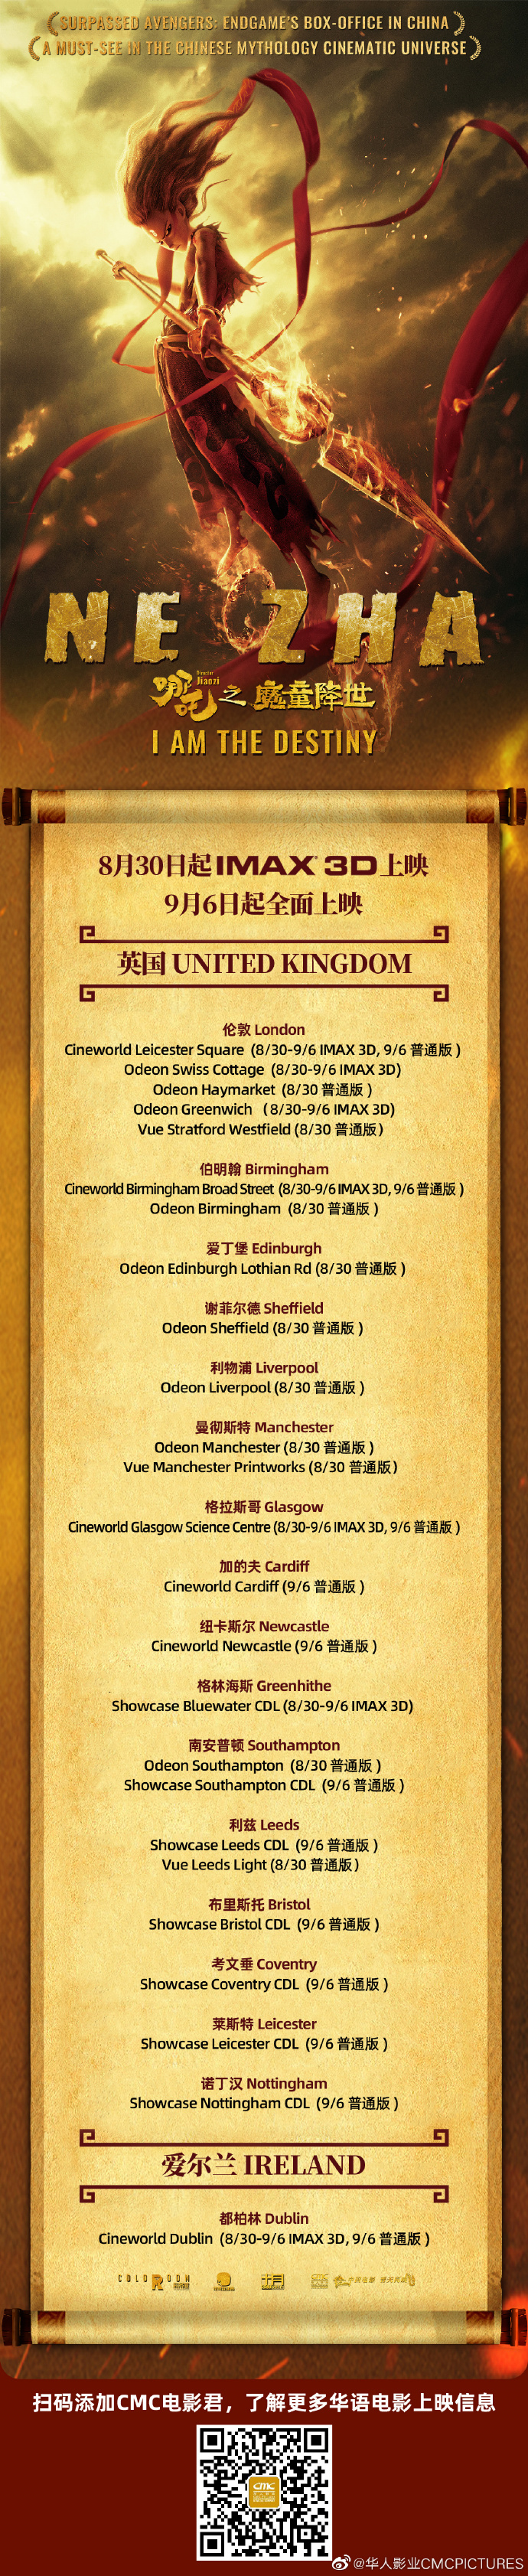 SURPASSED AVENGERS: ENDGAME'S BOX-OFFICE IN CHINA
A MUST-SEE IN THE CHINESE MYTHOLOGY CINEMATIC UNIVERSE
NE ZHA
Director
Jiaozi
哪吒之魔童降世
I AM THE DESTINY
8月30日起IMAX 3D上映
9月6日起全面上映
英国 UNITED KINGDOM
伦敦 London
Cineworld Leicester Square (8/30-9/6 IMAX 3D, 9/6 普通版)
Odeon Swiss Cottage (8/30-9/6 IMAX 3D)
Odeon Haymarket (8/30 普通版)
Odeon Greenwich (8/30-9/6 IMAX 3D)
Vue Stratford Westfield (8/30 普通版)
伯明翰 Birmingham
Cineworld Birmingham Broad Street (8/30-9/6 IMAX 3D, 9/6 普通版)
Odeon Birmingham (8/30 普通版)
爱丁堡 Edinburgh
Odeon Edinburgh Lothian Rd (8/30 普通版)
谢菲尔德 Sheffield
Odeon Sheffield (8/30 普通版)
利物浦 Liverpool
Odeon Liverpool (8/30 普通版)
曼彻斯特 Manchester
Odeon Manchester (8/30 普通版)
Vue Manchester Printworks (8/30 普通版)
格拉斯哥 Glasgow
Cineworld Glasgow Science Centre (8/30-9/6 IMAX 3D, 9/6 普通版)
加的夫 Cardiff
Cineworld Cardiff (9/6 普通版)
纽卡斯尔 Newcastle
Cineworld Newcastle (9/6 普通版)
格林海斯 Greenhithe
Showcase Bluewater CDL (8/30-9/6 IMAX 3D)
南安普顿 Southampton
Odeon Southampton (8/30 普通版)
Showcase Southampton CDL (9/6 普通版)
利兹 Leeds
Showcase Leeds CDL (9/6 普通版)
Vue Leeds Light (8/30 普通版)
布里斯托 Bristol
Showcase Bristol CDL (9/6 普通版)
考文垂 Coventry
Showcase Coventry CDL (9/6 普通版)
莱斯特 Leicester
Showcase Leicester CDL (9/6 普通版)
诺丁汉 Nottingham
Showcase Nottingham CDL (9/6 普通版)
爱尔兰 IRELAND
都柏林 Dublin
Cineworld Dublin (8/30-9/6 IMAX 3D, 9/6 普通版)
COLOROOM
扫码添加CMC电影君，了解更多华语电影上映信息
CMC
@华人影业CMCPICTURES